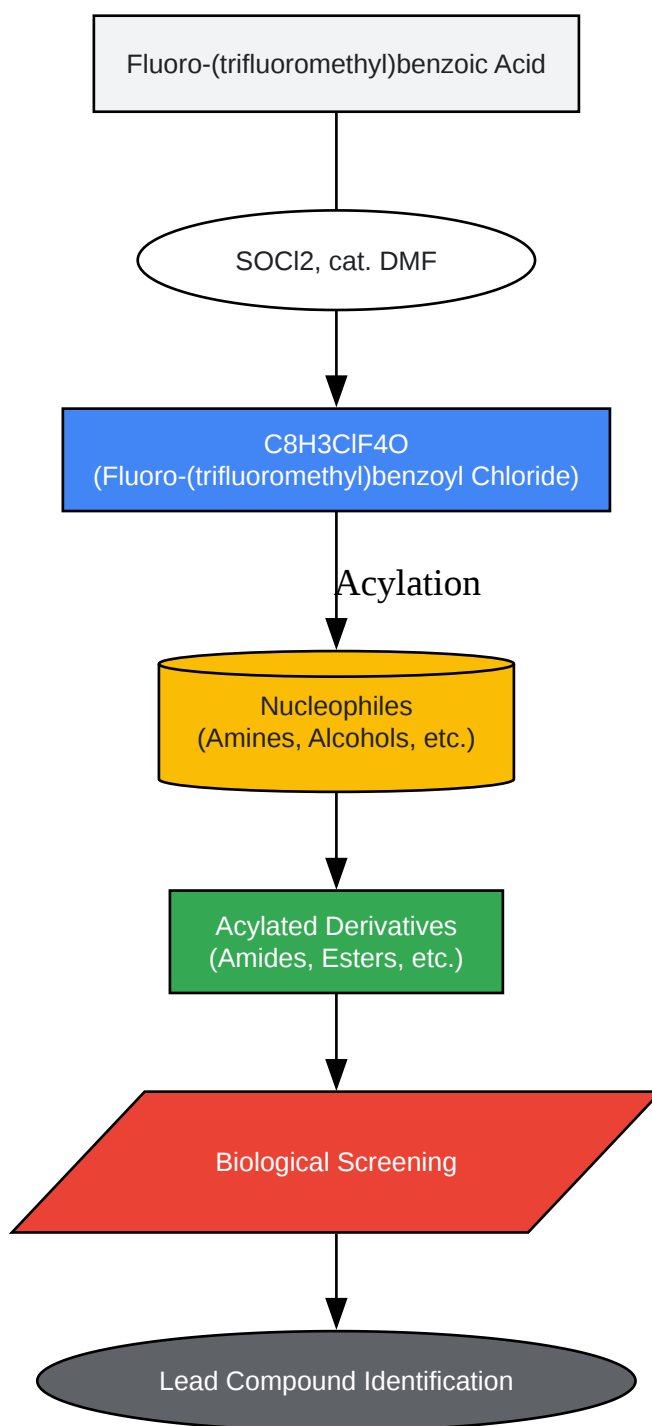 Fluoro-(trifluoromethyl)benzoic Acid
SOCl2, cat. DMF
C8H3ClF4O
(Fluoro-(trifluoromethyl)benzoyl Chloride)
Acylation
Nucleophiles
(Amines, Alcohols, etc.)
Acylated Derivatives
(Amides, Esters, etc.)
Biological Screening
Lead Compound Identification